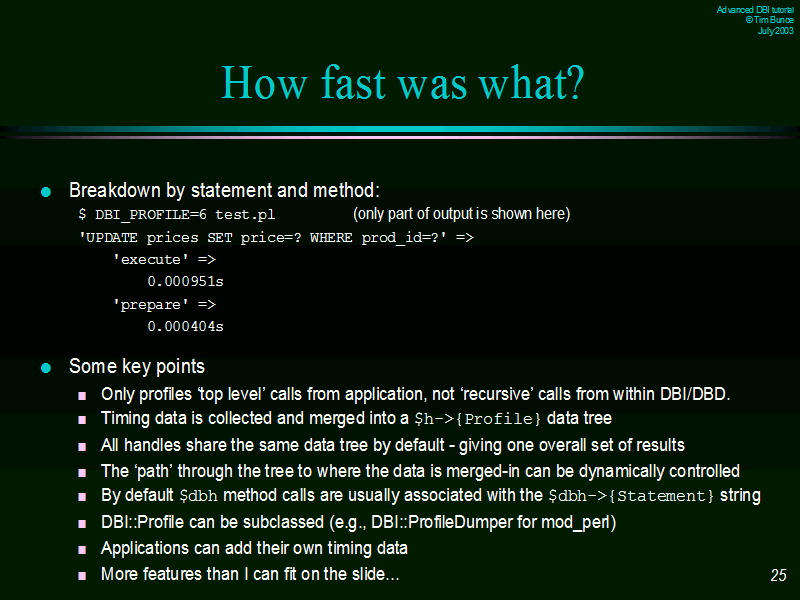 Advanced DBI tutorial
© Tim Bunce
July 2003
How fast was what?
Breakdown by statement and method:
$ DBI_PROFILE=6 test.pl (only part of output is shown here)
'UPDATE prices SET price=? WHERE prod_id=?' =>
'execute' =>
0.000951s
'prepare' =>
0.000404s
Some key points
Only profiles ‘top level’ calls from application, not ‘recursive’ calls from within DBI/DBD.
Timing data is collected and merged into a $h->{Profile} data tree
All handles share the same data tree by default - giving one overall set of results
The ‘path’ through the tree to where the data is merged-in can be dynamically controlled
By default $dbh method calls are usually associated with the $dbh->{Statement} string
DBI::Profile can be subclassed (e.g., DBI::ProfileDumper for mod_perl)
Applications can add their own timing data
More features than I can fit on the slide...
25